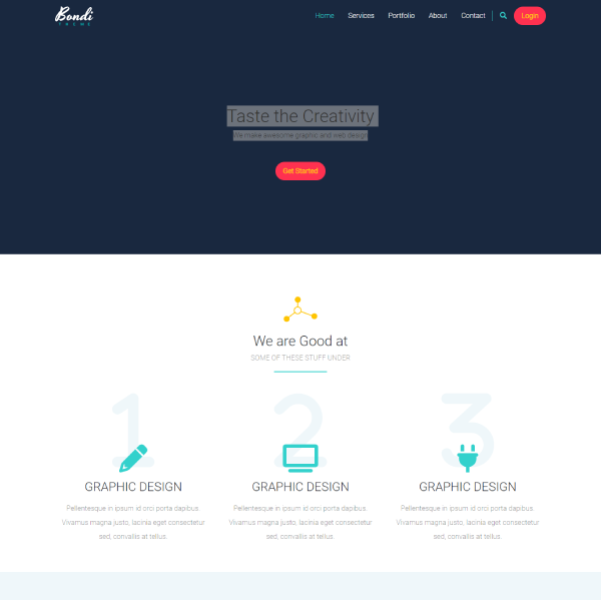 Bondi
THEME
Home Services Portfolio About Contact Login
Taste the Creativity
We make awesome graphic and web design
Get Started
We are Good at
SOME OF THESE STUFF UNDER
1 2 3
GRAPHIC DESIGN GRAPHIC DESIGN GRAPHIC DESIGN
Pellentesque in ipsum id orci porta dapibus. Pellentesque in ipsum id orci porta dapibus. Pellentesque in ipsum id orci porta dapibus.
Vivamus magna justo, lacinia eget consectetur Vivamus magna justo, lacinia eget consectetur Vivamus magna justo, lacinia eget consectetur
sed, convallis at tellus. sed, convallis at tellus. sed, convallis at tellus.